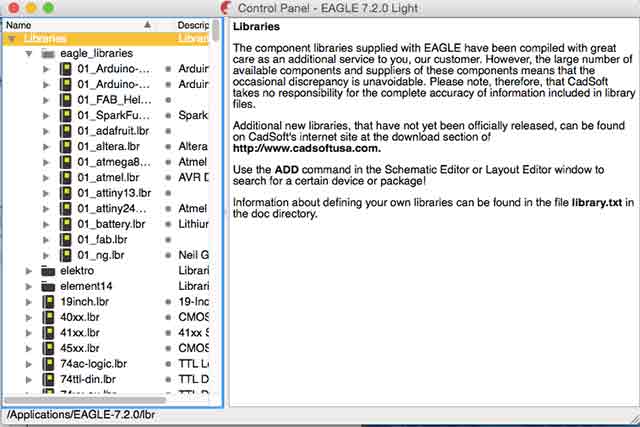 Control Panel - EAGLE 7.2.0 Light
Name Descrip
Libraries Librari
eagle_libraries
01_Arduino-... Arduin
01_Arduino-... Arduin
01_FAB_Hel...
01_SparkFu... Spark
01_adafruit.lbr
01_altera.lbr Altera
01_atmega8... Atmel
01_atmel.lbr AVR D
01_attiny13.lbr
01_attiny24... Atmel
01_battery.lbr Lithiur
01_fab.lbr
01_ng.lbr Neil G
elektro Librari
element14 Librari
19inch.lbr 19-Inc
40xx.lbr CMOS
41xx.lbr 41xx S
45xx.lbr CMOS
74ac-logic.lbr TTL Lo
74ttl-din.lbr TTL D
/Applications/EAGLE-7.2.0/lbr
Libraries
The component libraries supplied with EAGLE have been compiled with great
care as an additional service to you, our customer. However, the large number of
available components and suppliers of these components means that the
occasional discrepancy is unavoidable. Please note, therefore, that CadSoft
takes no responsibility for the complete accuracy of information included in library
files.
Additional new libraries, that have not yet been officially released, can be found
on CadSoft's internet site at the download section of
http://www.cadsoftusa.com.
Use the ADD command in the Schematic Editor or Layout Editor window to
search for a certain device or package!
Information about defining your own libraries can be found in the file library.txt in
the doc directory.